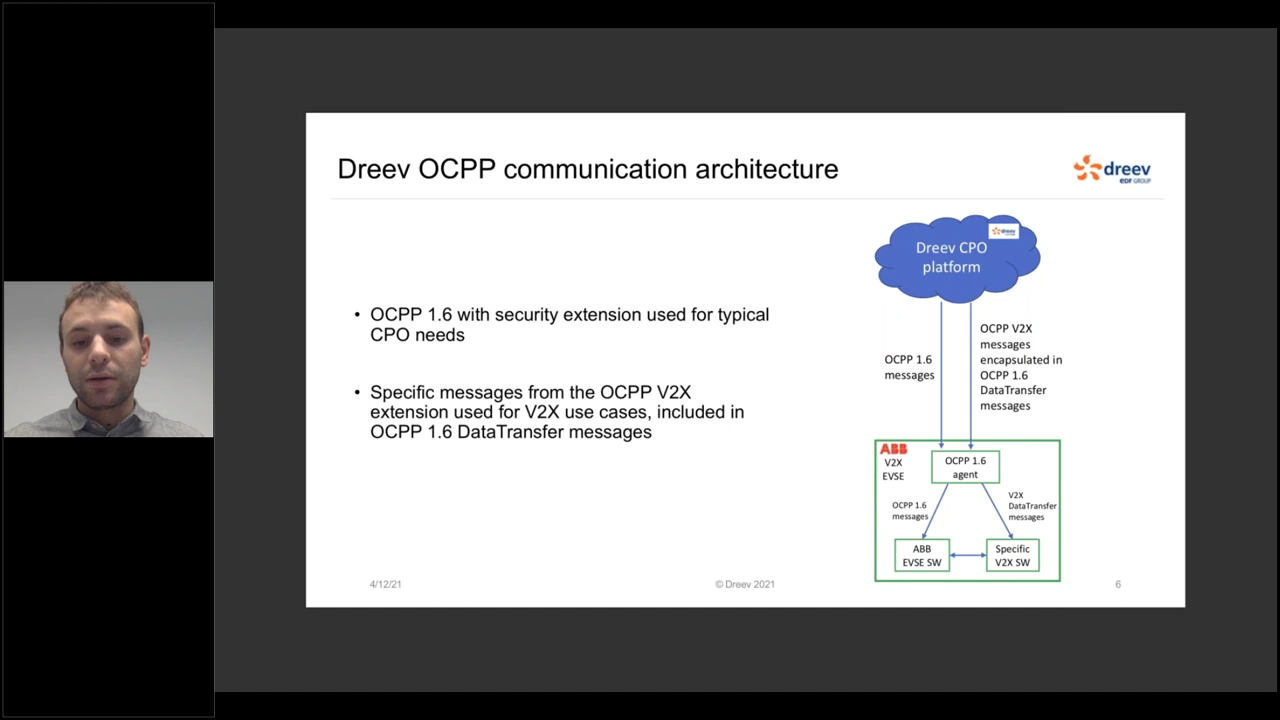 Dreev OCPP communication architecture
dreev
EDF GROUP
• OCPP 1.6 with security extension used for typical
CPO needs
• Specific messages from the OCPP V2X
extension used for V2X use cases, included in
OCPP 1.6 DataTransfer messages
dreev
Dreev CPO
platform
OCPP 1.6
messages
OCPP V2X
messages
encapsulated in
OCPP 1.6
DataTransfer
messages
ABB
V2X
EVSE
OCPP 1.6
agent
OCPP 1.6
messages
V2X
DataTransfer
messages
ABB
EVSE SW
Specific
V2X SW
4/12/21
© Dreev 2021
6